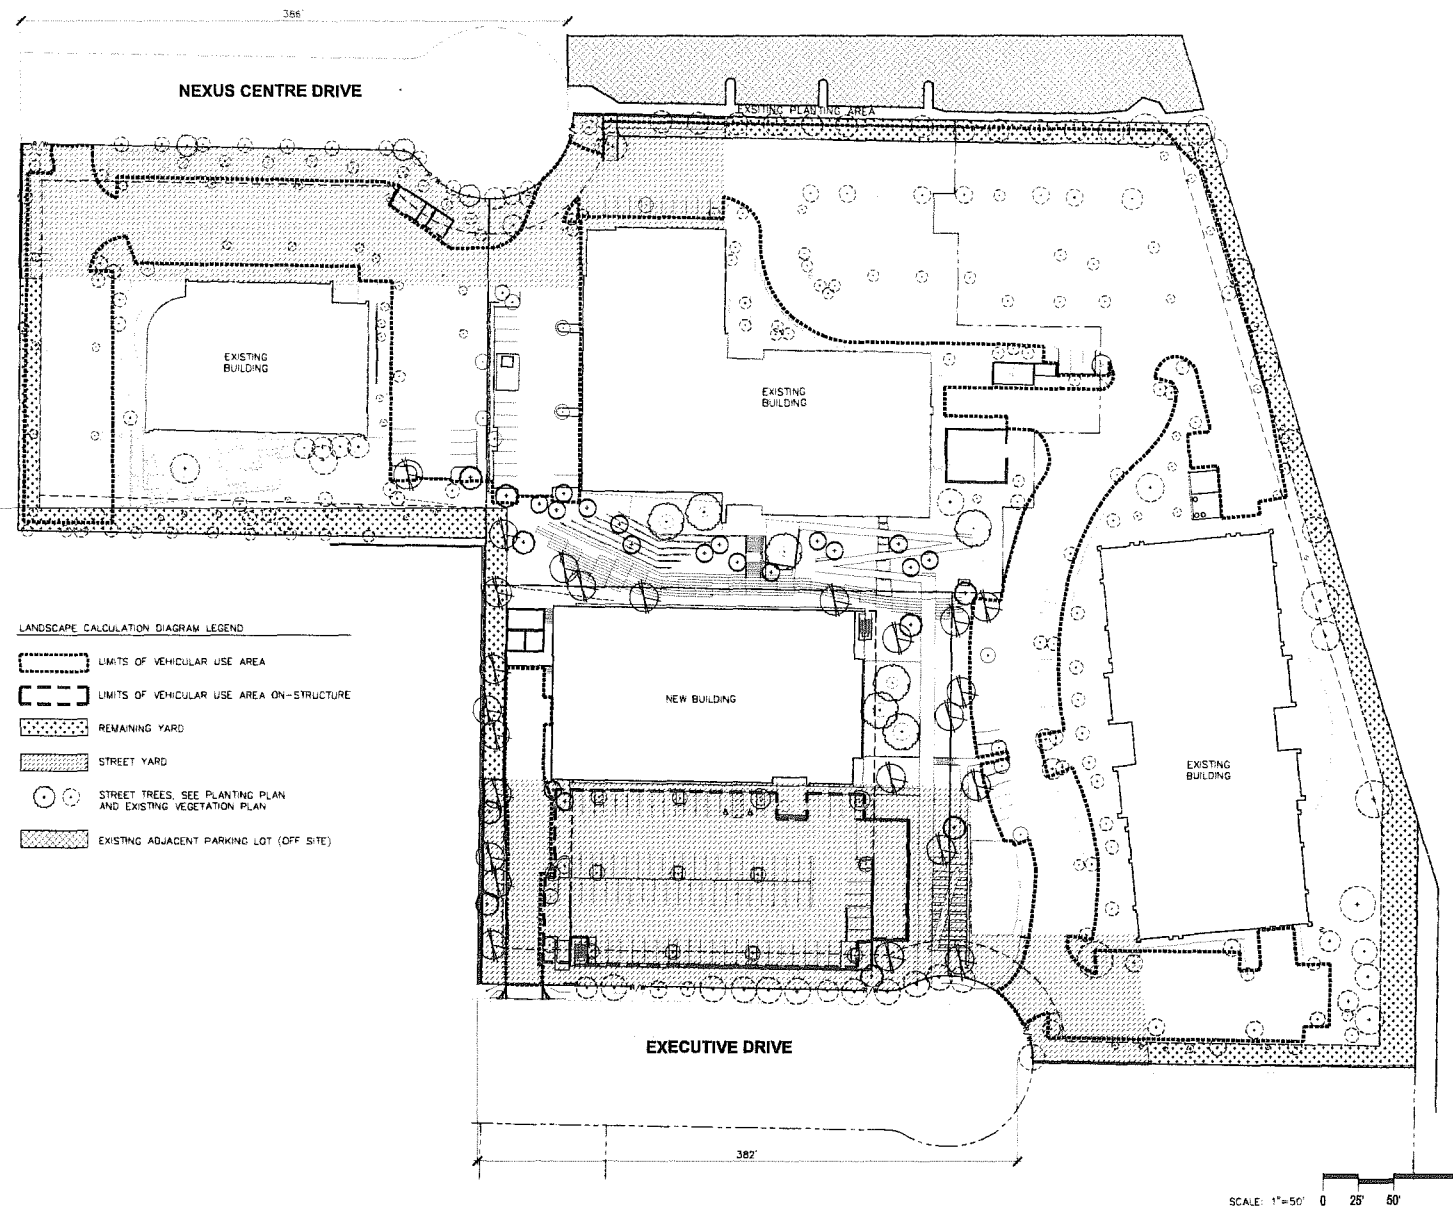 386'
NEXUS CENTRE DRIVE
EXSITING PLANTING AREA
EXISTING
BUILDING
EXISTING
BUILDING
LANDSCAPE CALCULATION DIAGRAM LEGEND
LIMITS OF VEHICULAR USE AREA
LIMITS OF VEHICULAR USE AREA ON-STRUCTURE
REMAINING YARD
STREET YARD
STREET TREES, SEE PLANTING PLAN
AND EXISTING VEGETATION PLAN
EXISTING ADJACENT PARKING LOT (OFF SITE)
NEW BUILDING
EXISTING
BUILDING
EXECUTIVE DRIVE
382'
SCALE: 1"=50' 0 25' 50'